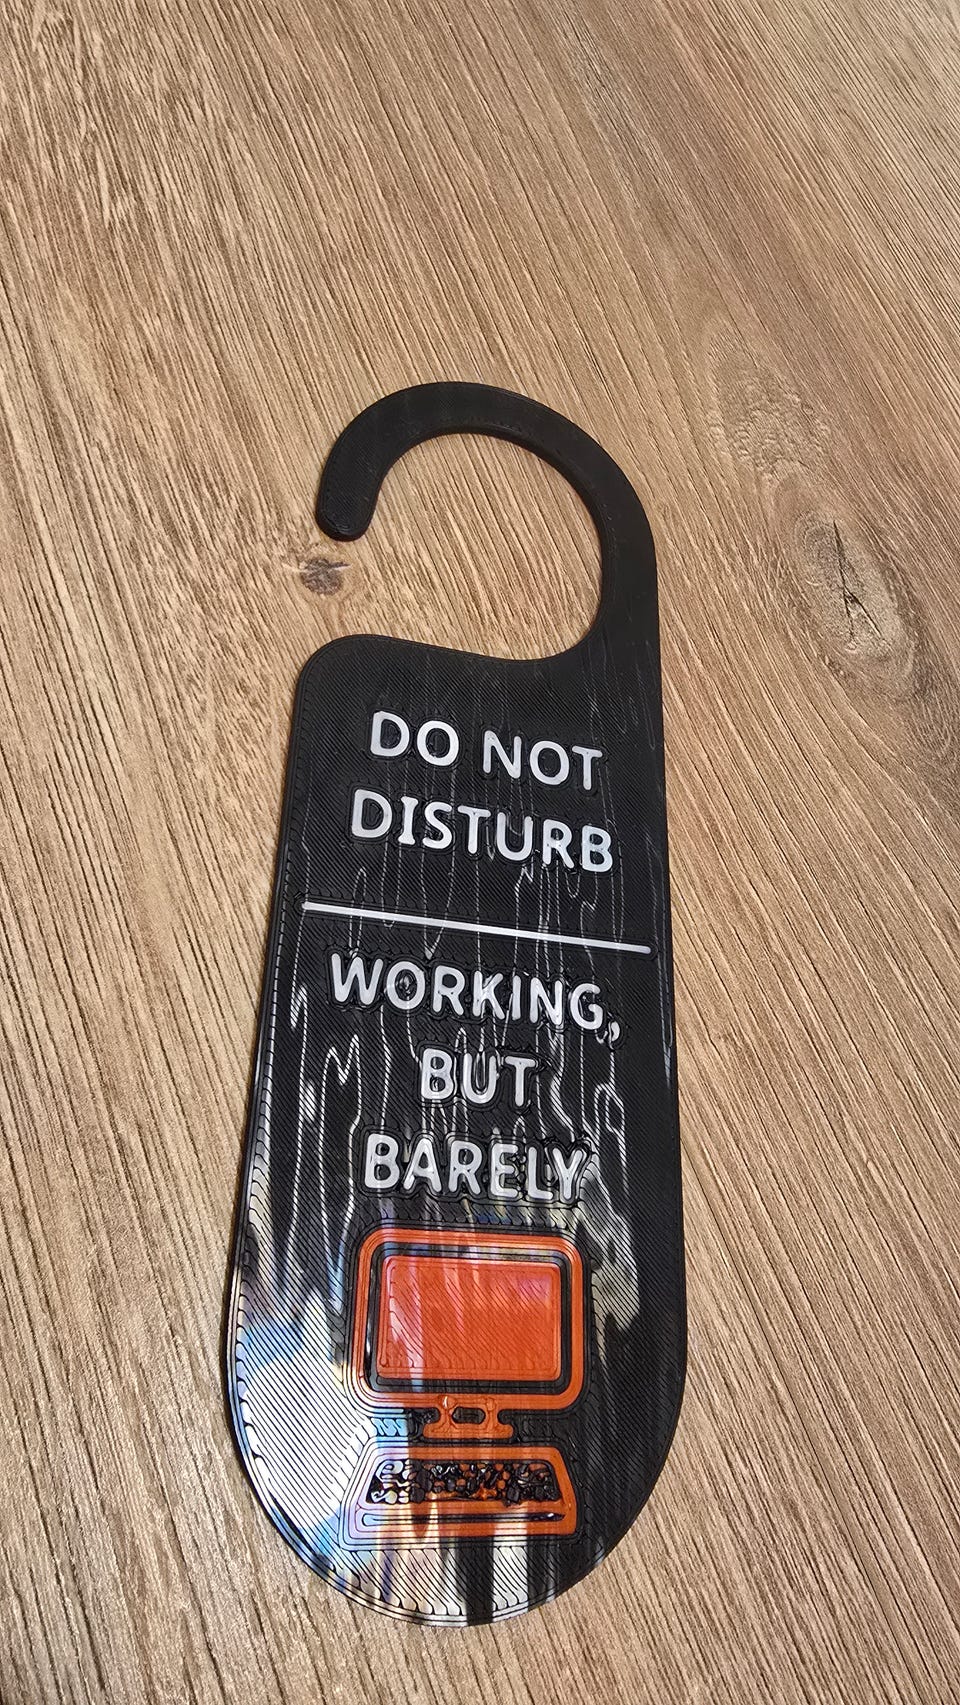 DO NOT
DISTURB
WORKING,
BUT
BARELY